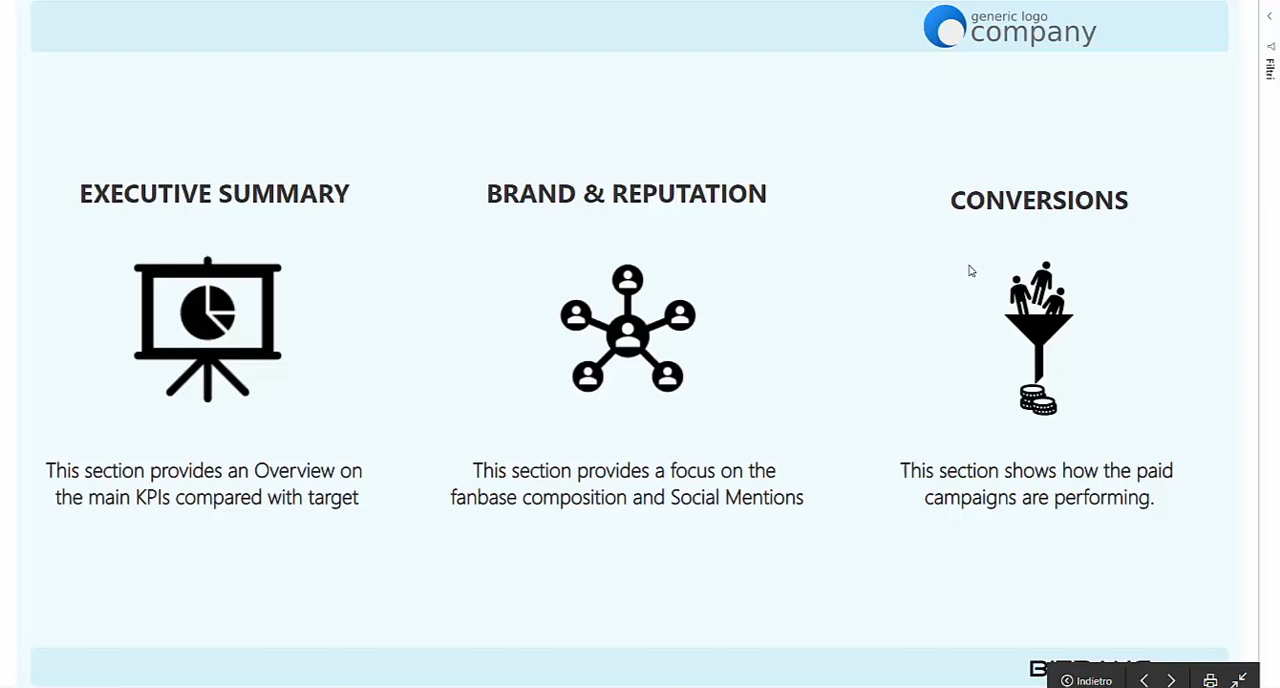 generic logo
company
Filtri
EXECUTIVE SUMMARY
BRAND & REPUTATION
CONVERSIONS
This section provides an Overview on
the main KPIs compared with target
This section provides a focus on the
fanbase composition and Social Mentions
This section shows how the paid
campaigns are performing.
Indietro